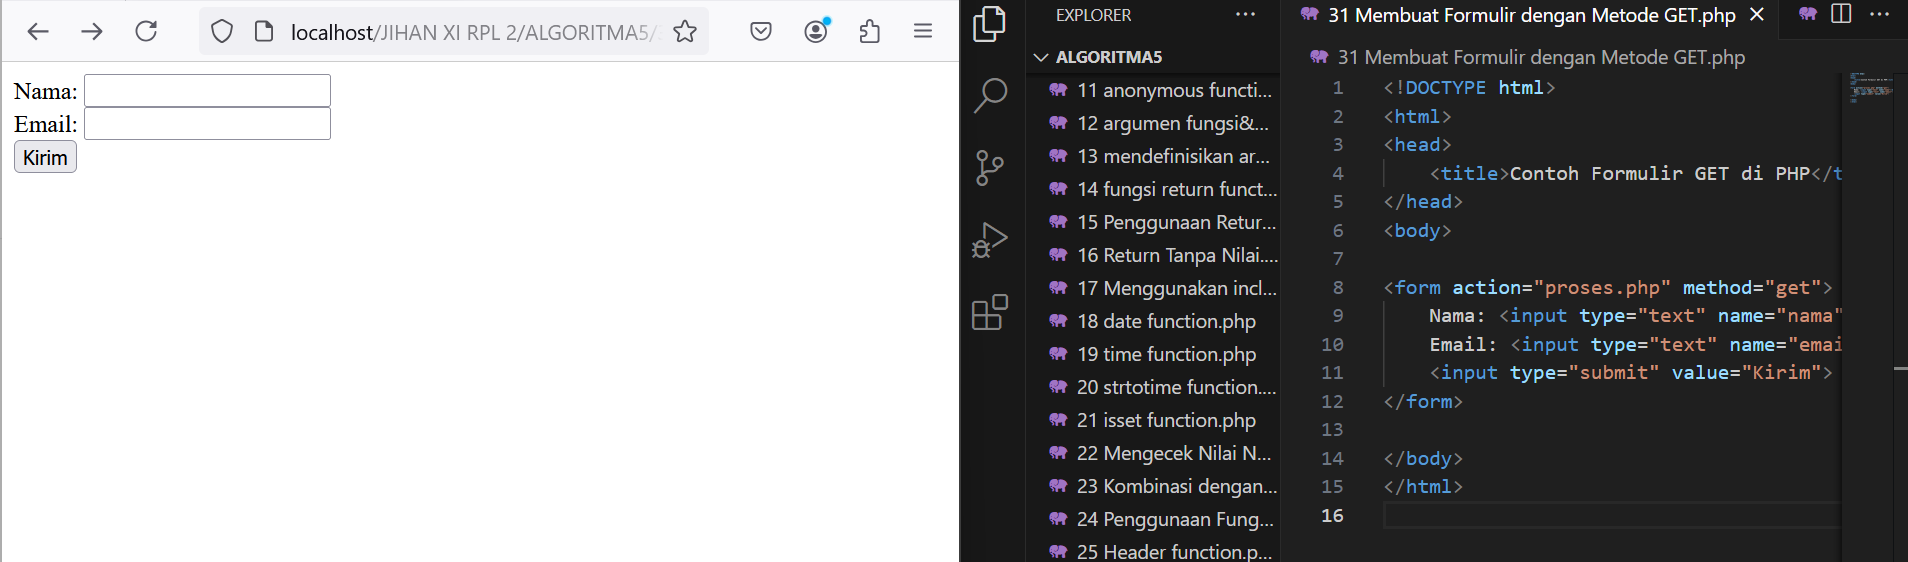 localhost/JIHAN XI RPL 2/ALGORITMA5/
Nama:
Email:
Kirim
EXPLORER
ALGORITMA5
11 anonymous functi...
12 argumen fungsi&...
13 mendefinisikan ar...
14 fungsi return funct...
15 Penggunaan Retur...
16 Return Tanpa Nilai....
17 Menggunakan incl...
18 date function.php
19 time function.php
20 strtotime function....
21 isset function.php
22 Mengecek Nilai N...
23 Kombinasi dengan...
24 Penggunaan Fung...
25 Header function.p...
31 Membuat Formulir dengan Metode GET.php
31 Membuat Formulir dengan Metode GET.php
1 <!DOCTYPE html>
2 <html>
3 <head>
4 <title>Contoh Formulir GET di PHP</t
5 </head>
6 <body>
7
8 <form action="proses.php" method="get">
9 Nama: <input type="text" name="nama"
10 Email: <input type="text" name="emai
11 <input type="submit" value="Kirim">
12 </form>
13
14 </body>
15 </html>
16